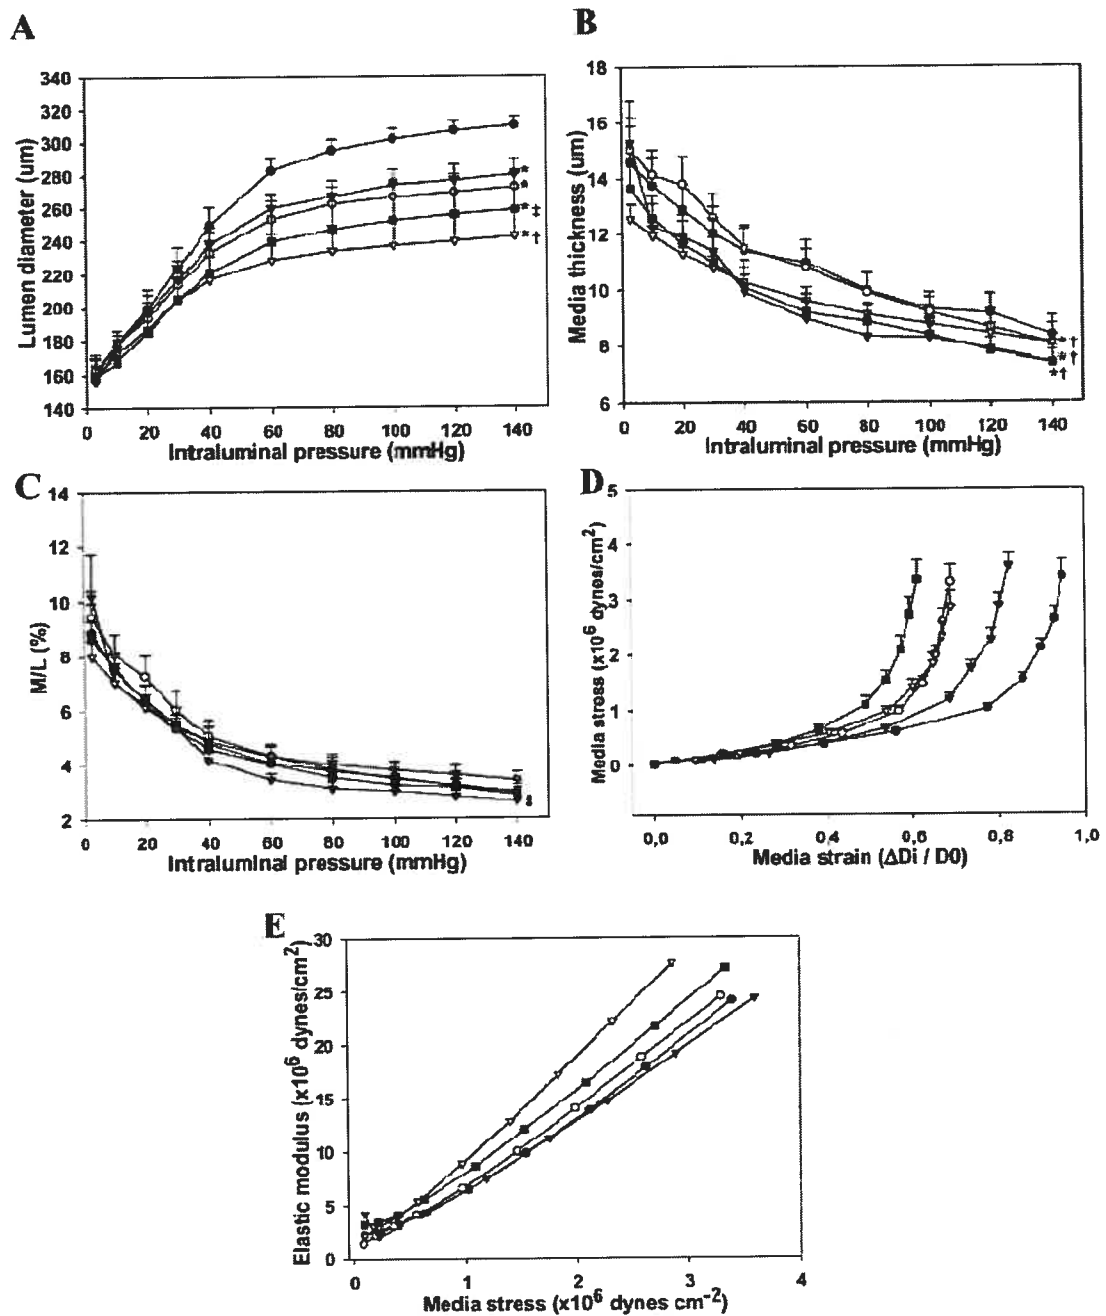 A
B
340
320
300
280
260
240
220
200
180
160
140
Lumen diameter (um)
0 20 40 60 80 100 120 140
Intraluminal pressure (mmHg)
*
*
‡
*†
18
16
14
12
10
8
6
Media thickness (um)
0 20 40 60 80 100 120 140
Intraluminal pressure (mmHg)
*†
*†
*†
C
D
14
12
10
8
6
4
2
M/L (%)
0 20 40 60 80 100 120 140
Intraluminal pressure (mmHg)
5
4
3
2
1
0
Media stress (x10⁶ dynes/cm²)
0,0 0,2 0,4 0,6 0,8 1,0
Media strain (ΔDi / D0)
E
30
25
20
15
10
5
0
Elastic modulus (x10⁶ dynes/cm²)
0 1 2 3 4
Media stress (x10⁶ dynes cm⁻²)